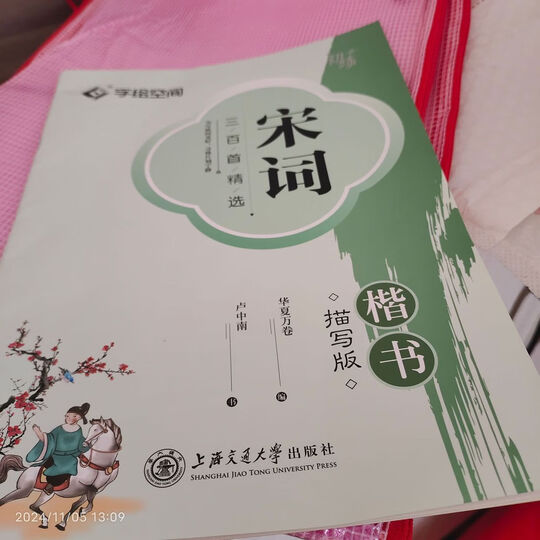 字绘空间
宋词
三/百/首/精/选
楷书
◇描写版◇
华夏万卷 编
卢中南 书
上海交通大学出版社
SHANGHAI JIAO TONG UNIVERSITY PRESS
2024/11/05 13:09